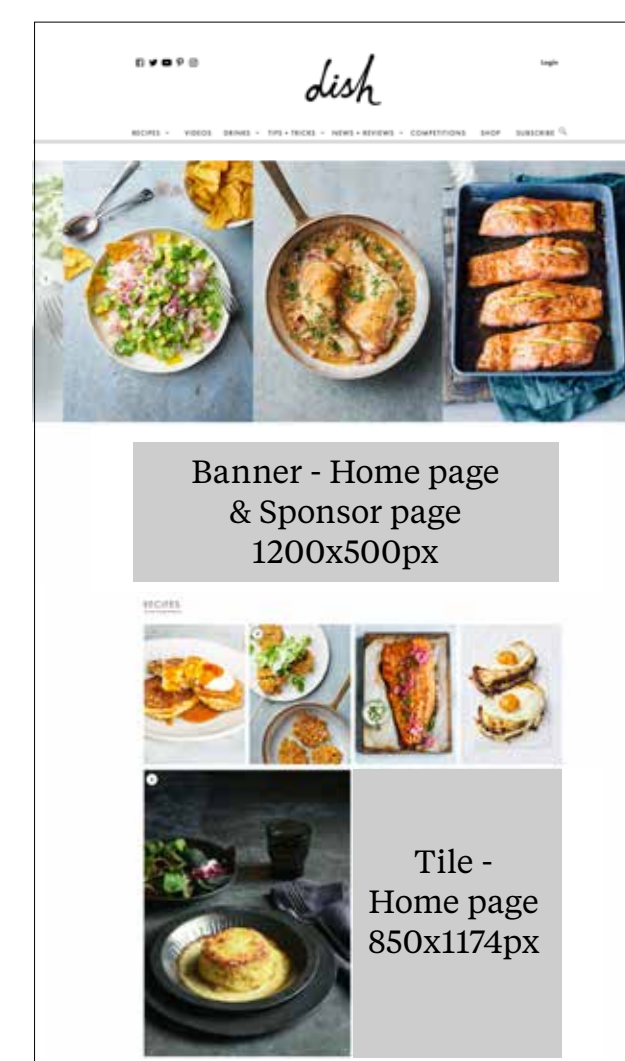 dish
Login
RECIPES VIDEOS DRINKS TIPS + TRICKS NEWS + REVIEWS COMPETITIONS SHOP SUBSCRIBE
Banner - Home page
& Sponsor page
1200x500px
RECIPES
Tile -
Home page
850x1174px